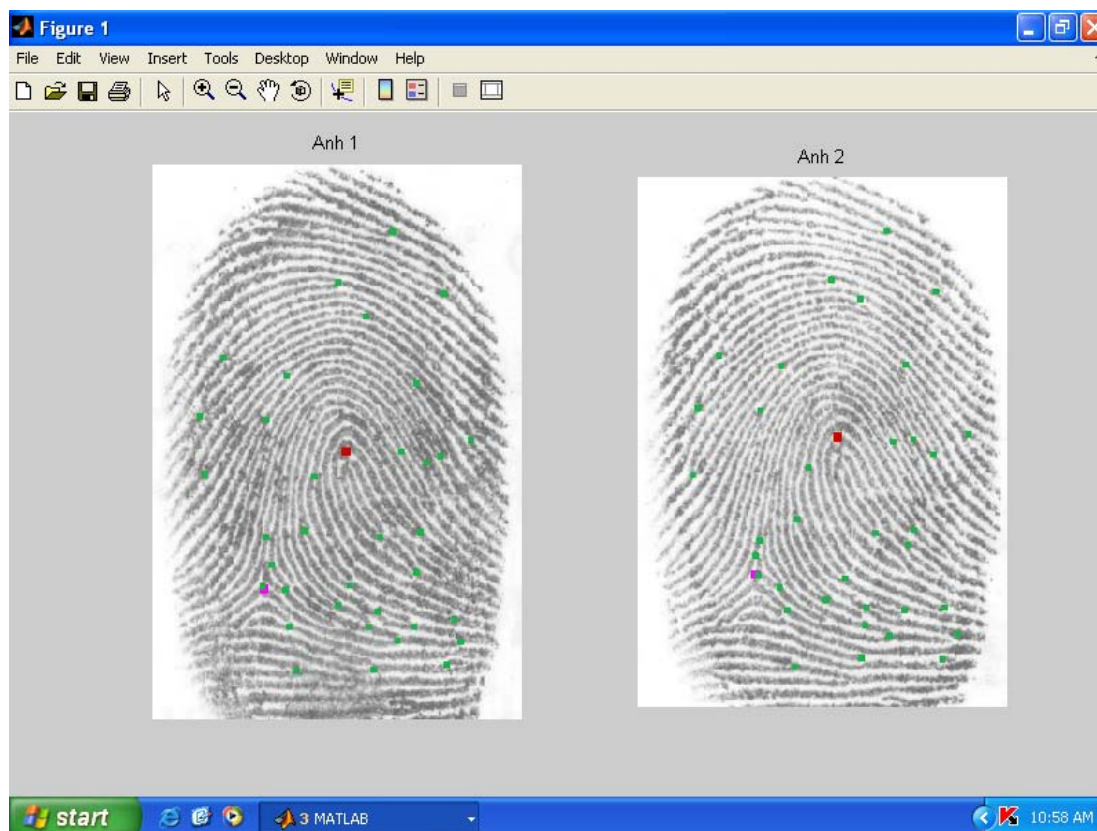 Figure 1
File Edit View Insert Tools Desktop Window Help
Anh 1
Anh 2
start
3 MATLAB
10:58 AM